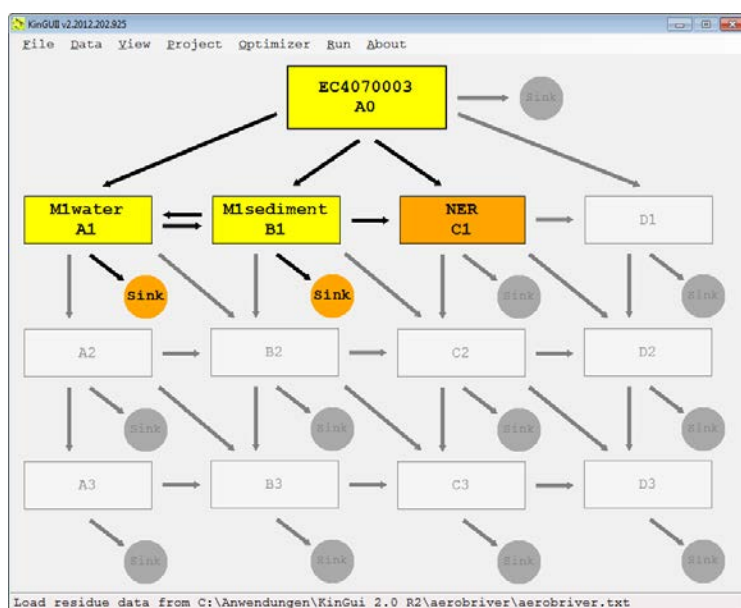 KinGUII v2.2012.202.925
File Data View Project Optimizer Run About
EC4070003
A0
Sink
M1water
A1
M1sediment
B1
NER
C1
D1
Sink
Sink
Sink
Sink
A2
B2
C2
D2
Sink
Sink
Sink
Sink
A3
B3
C3
D3
Sink
Sink
Sink
Sink
Load residue data from C:\Anwendungen\KinGui 2.0 R2\aerobriver\aerobriver.txt